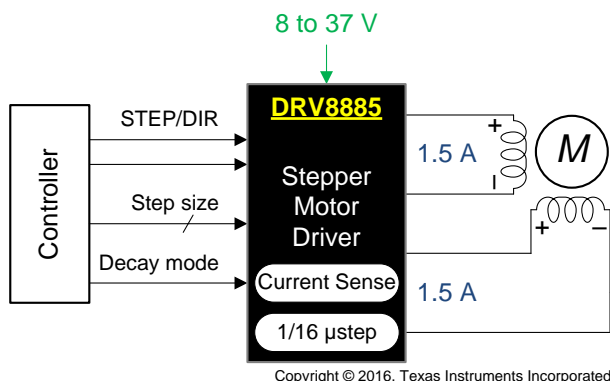 8 to 37 V
DRV8885
Controller
STEP/DIR
Step size
Decay mode
Stepper
Motor
Driver
Current Sense
1/16 µstep
+
1.5 A
–
M
+ –
1.5 A
Copyright © 2016, Texas Instruments Incorporated